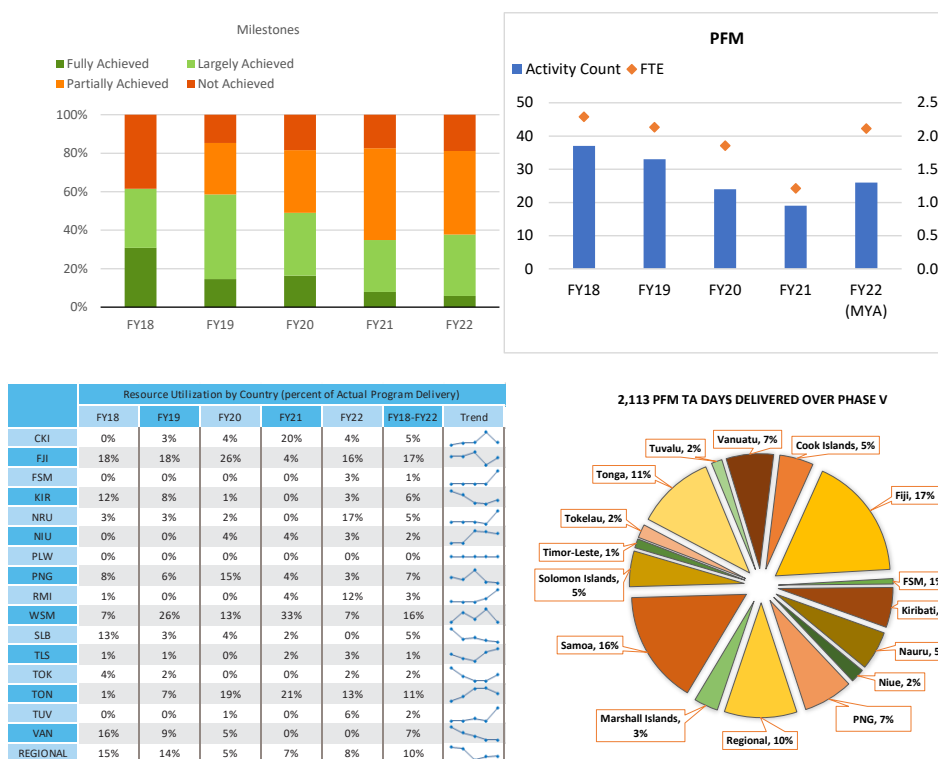 Milestones
Fully Achieved Largely Achieved
Partially Achieved Not Achieved
100%
80%
60%
40%
20%
0%
FY18 FY19 FY20 FY21 FY22
PFM
Activity Count FTE
50 2.5
40 2.0
30 1.5
20 1.0
10 0.5
0 0.0
FY18 FY19 FY20 FY21 FY22
(MYA)
Resource Utilization by Country (percent of Actual Program Delivery)
FY18 FY19 FY20 FY21 FY22 FY18-FY22 Trend
CKI 0% 3% 4% 20% 4% 5%
FJI 18% 18% 26% 4% 16% 17%
FSM 0% 0% 0% 0% 3% 1%
KIR 12% 8% 1% 0% 3% 6%
NRU 3% 3% 2% 0% 17% 5%
NIU 0% 0% 4% 4% 3% 2%
PLW 0% 0% 0% 0% 0% 0%
PNG 8% 6% 15% 4% 3% 7%
RMI 1% 0% 0% 4% 12% 3%
WSM 7% 26% 13% 33% 7% 16%
SLB 13% 3% 4% 2% 0% 5%
TLS 1% 1% 0% 2% 3% 1%
TOK 4% 2% 0% 0% 2% 2%
TON 1% 7% 19% 21% 13% 11%
TUV 0% 0% 1% 0% 6% 2%
VAN 16% 9% 5% 0% 0% 7%
REGIONAL 15% 14% 5% 7% 8% 10%
2,113 PFM TA DAYS DELIVERED OVER PHASE V
Vanuatu, 7%
Cook Islands, 5%
Tuvalu, 2%
Tonga, 11%
Fiji, 17%
Tokelau, 2%
Timor-Leste, 1%
Solomon Islands,
5%
FSM, 1%
Kiribati,
Samoa, 16%
Nauru, 5
Niue, 2%
Marshall Islands,
3%
PNG, 7%
Regional, 10%